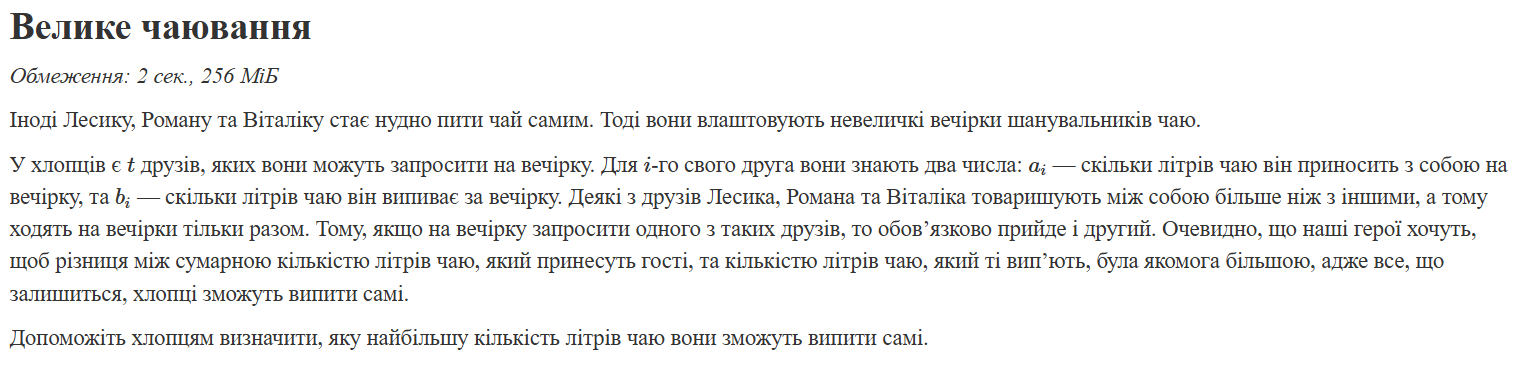 Велике чаювання
Обмеження: 2 сек., 256 МіБ
Іноді Лесику, Роману та Віталіку стає нудно пити чай самим. Тоді вони влаштовують невеличкі вечірки шанувальників чаю.
У хлопців є t друзів, яких вони можуть запросити на вечірку. Для i-го свого друга вони знають два числа: aᵢ — скільки літрів чаю він приносить з собою на
вечірку, та bᵢ — скільки літрів чаю він випиває за вечірку. Деякі з друзів Лесика, Романа та Віталіка товаришують між собою більше ніж з іншими, а тому
ходять на вечірки тільки разом. Тому, якщо на вечірку запросити одного з таких друзів, то обов’язково прийде і другий. Очевидно, що наші герої хочуть,
щоб різниця між сумарною кількістю літрів чаю, який принесуть гості, та кількістю літрів чаю, який ті вип’ють, була якомога більшою, адже все, що
залишиться, хлопці зможуть випити самі.
Допоможіть хлопцям визначити, яку найбільшу кількість літрів чаю вони зможуть випити самі.